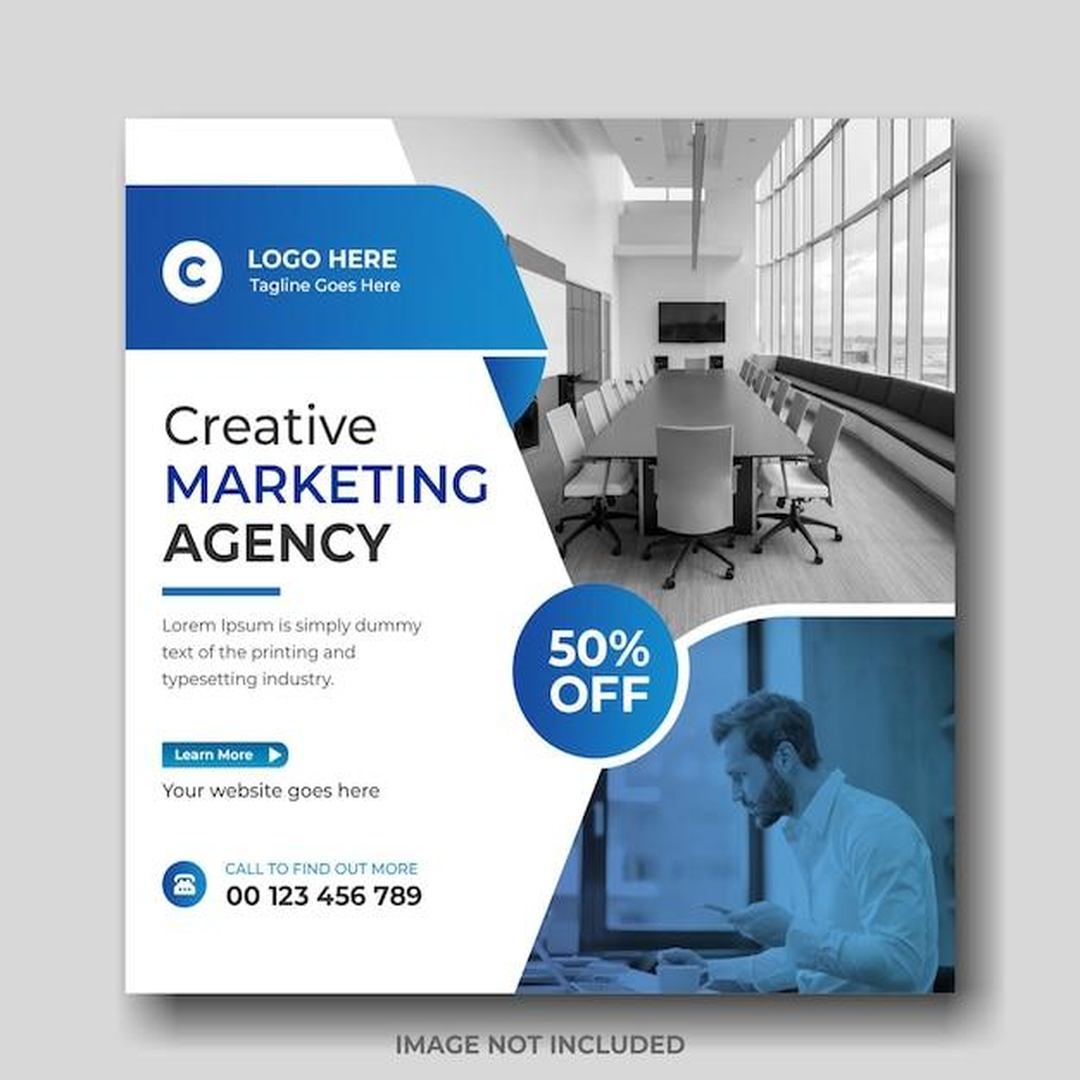 C
LOGO HERE
Tagline Goes Here
Creative
MARKETING
AGENCY
Lorem Ipsum is simply dummy
text of the printing and
typesetting industry.
50%
OFF
Learn More
Your website goes here
CALL TO FIND OUT MORE
00 123 456 789
IMAGE NOT INCLUDED